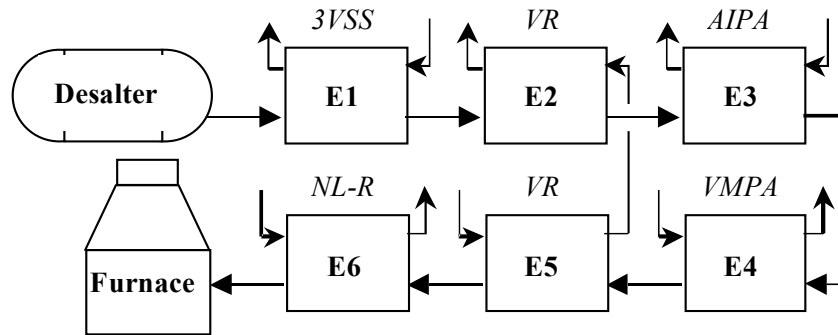 3VSS VR AIPA
Desalter E1 E2 E3
NL-R VR VMPA
Furnace E6 E5 E4